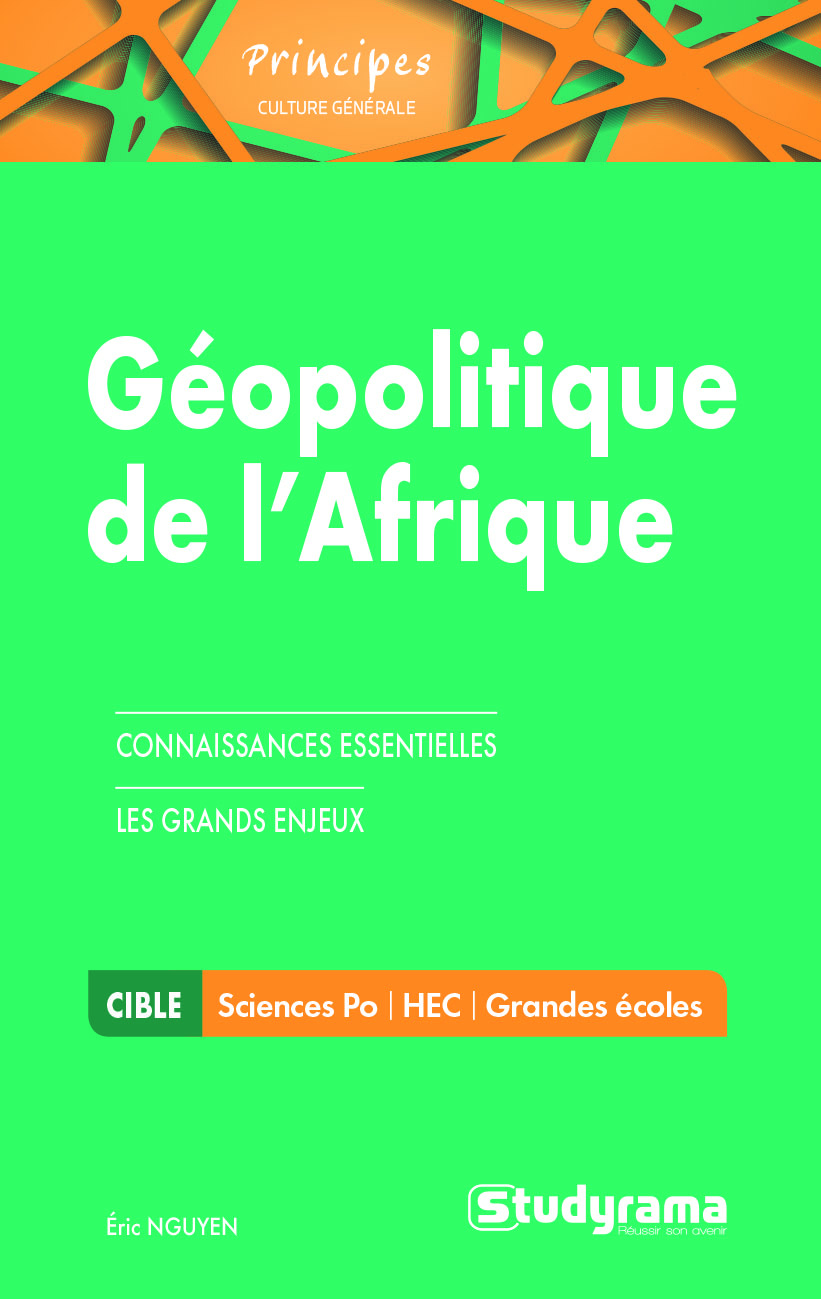 Principes
CULTURE GÉNÉRALE
Géopolitique
de l'Afrique
CONNAISSANCES ESSENTIELLES
LES GRANDS ENJEUX
CIBLE Sciences Po | HEC | Grandes écoles
Éric NGUYEN
Studyrama
Réussir son avenir